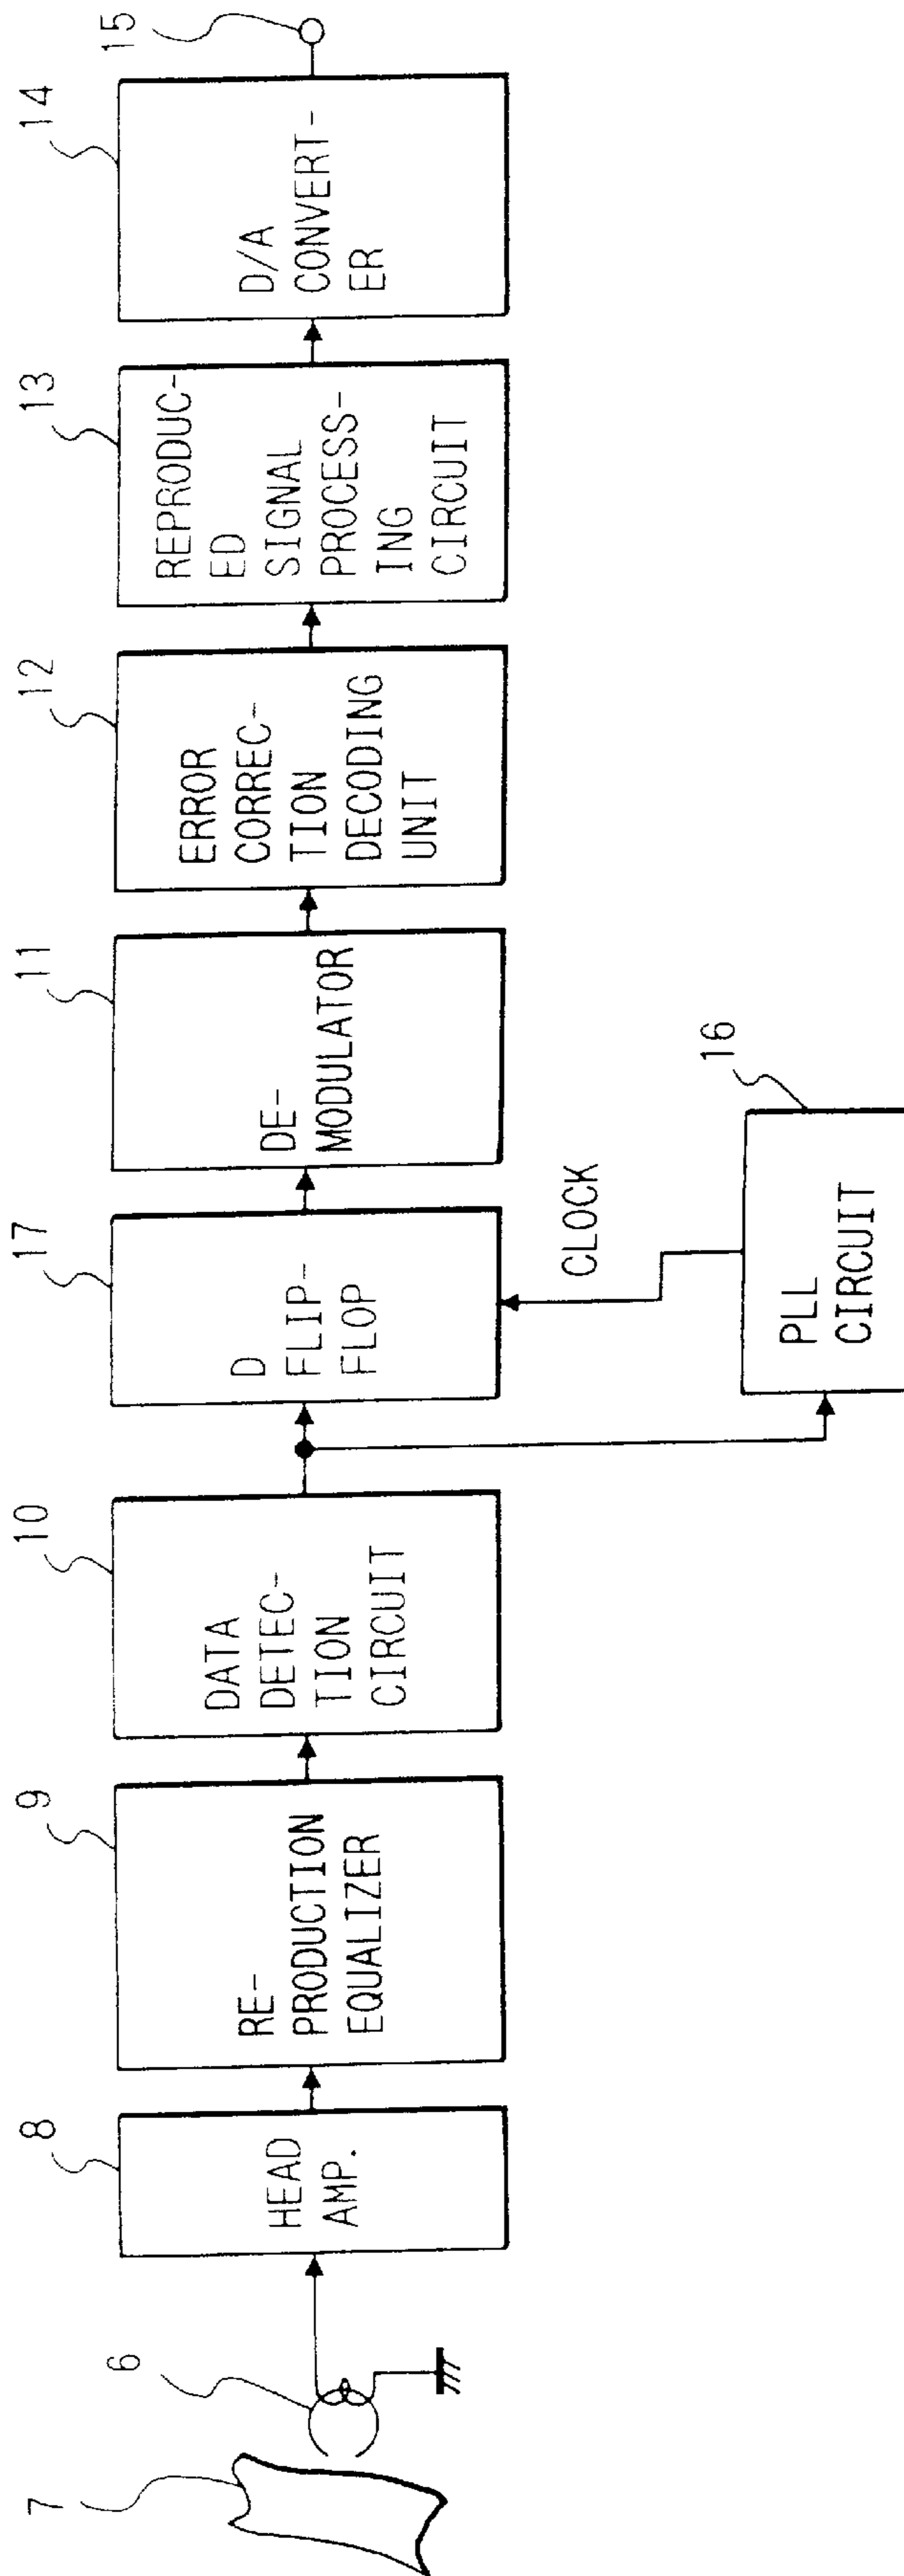 7
6
8
HEAD
AMP.
9
RE-
PRODUCTION
EQUALIZER
10
DATA
DETEC-
TION
CIRCUIT
17
D
FLIP-
FLOP
CLOCK
16
PLL
CIRCUIT
11
DE-
MODULATOR
12
ERROR
CORREC-
TION
DECODING
UNIT
13
REPRODUC-
ED
SIGNAL
PROCESS-
ING
CIRCUIT
14
D/A
CONVERT-
ER
15